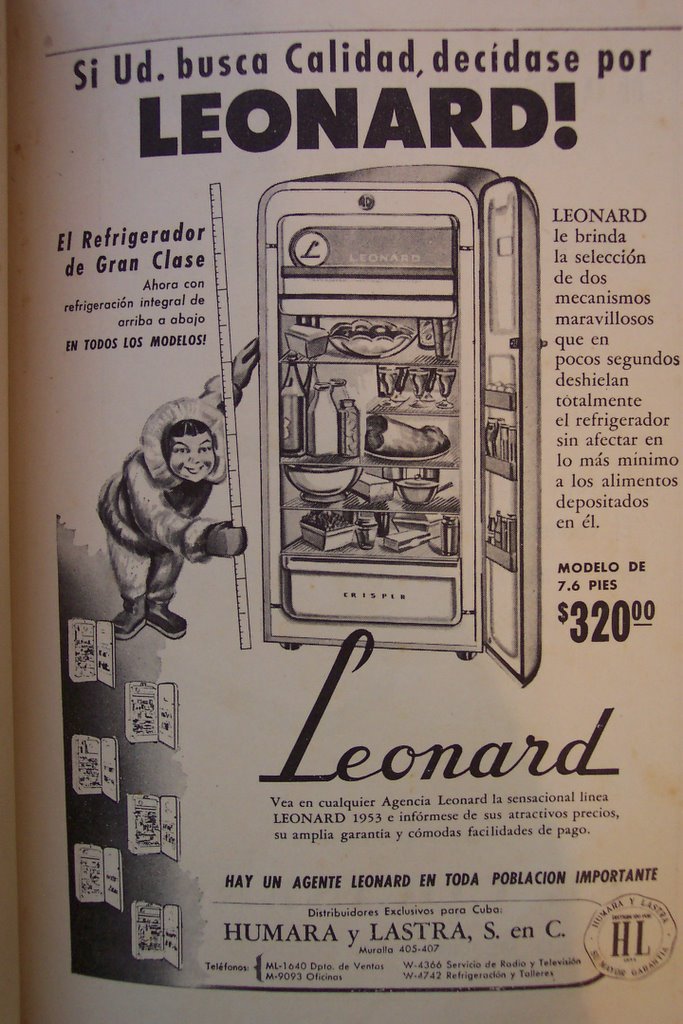 Si Ud. busca Calidad, decídase por
LEONARD!
El Refrigerador
de Gran Clase
Ahora con
refrigeración integral de
arriba a abajo
EN TODOS LOS MODELOS!
L
LEONARD
CRISPER
LEONARD
le brinda
la selección
de dos
mecanismos
maravillosos
que en
pocos segundos
deshielan
totalmente
el refrigerador
sin afectar en
lo más mínimo
a los alimentos
depositados
en él.
MODELO DE
7.6 PIES
$32000
Leonard
Vea en cualquier Agencia Leonard la sensacional línea
LEONARD 1953 e infórmese de sus atractivos precios,
su amplia garantía y cómodas facilidades de pago.
HAY UN AGENTE LEONARD EN TODA POBLACION IMPORTANTE
Distribuidores Exclusivos para Cuba:
HUMARA y LASTRA, S. en C.
Muralla 405-407
Teléfonos: ML-1640 Dpto. de Ventas W-4366 Servicio de Radio y Televisión
M-9093 Oficinas W-4742 Refrigeración y Talleres
HUMARA Y LASTRA
HL
SU MAYOR GARANTIA